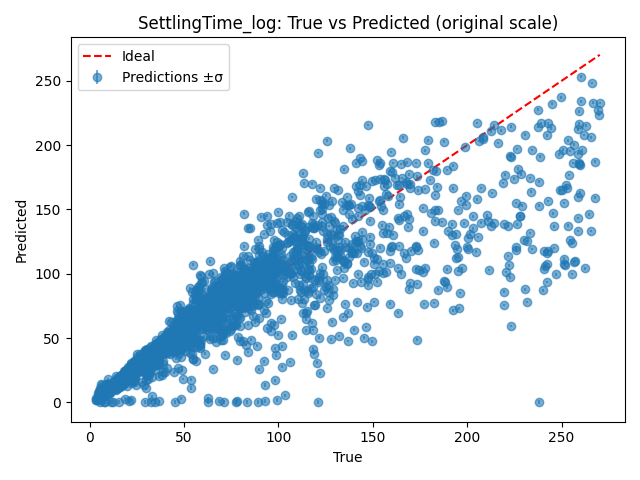 SettlingTime_log: True vs Predicted (original scale)
Ideal
Predictions ±σ
Predicted
250
200
150
100
50
0
0 50 100 150 200 250
True